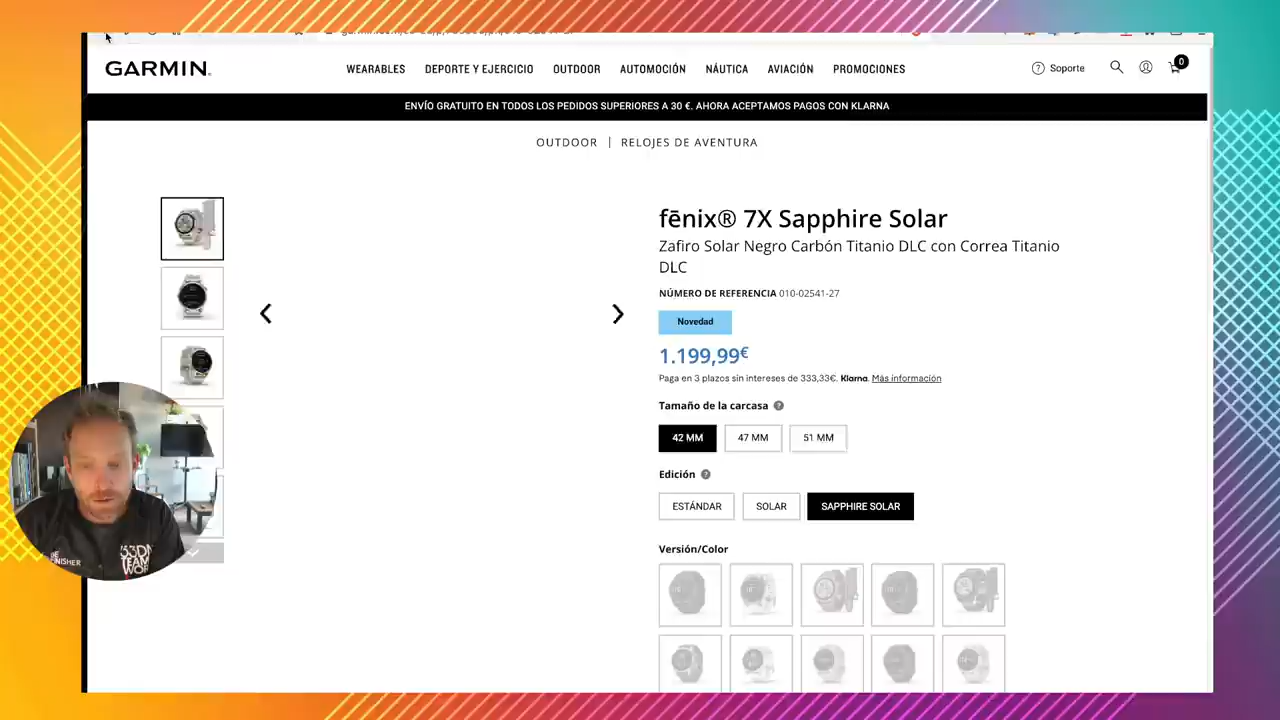 GARMIN.
WEARABLES DEPORTE Y EJERCICIO OUTDOOR AUTOMOCIÓN NÁUTICA AVIACIÓN PROMOCIONES
Soporte
0
ENVÍO GRATUITO EN TODOS LOS PEDIDOS SUPERIORES A 30 €. AHORA ACEPTAMOS PAGOS CON KLARNA
OUTDOOR | RELOJES DE AVENTURA
fēnix® 7X Sapphire Solar
Zafiro Solar Negro Carbón Titanio DLC con Correa Titanio
DLC
NÚMERO DE REFERENCIA 010-02541-27
Novedad
1.199,99€
Paga en 3 plazos sin intereses de 333,33€. Klarna. Más información
Tamaño de la carcasa ?
42 MM 47 MM 51 MM
Edición ?
ESTÁNDAR SOLAR SAPPHIRE SOLAR
Versión/Color